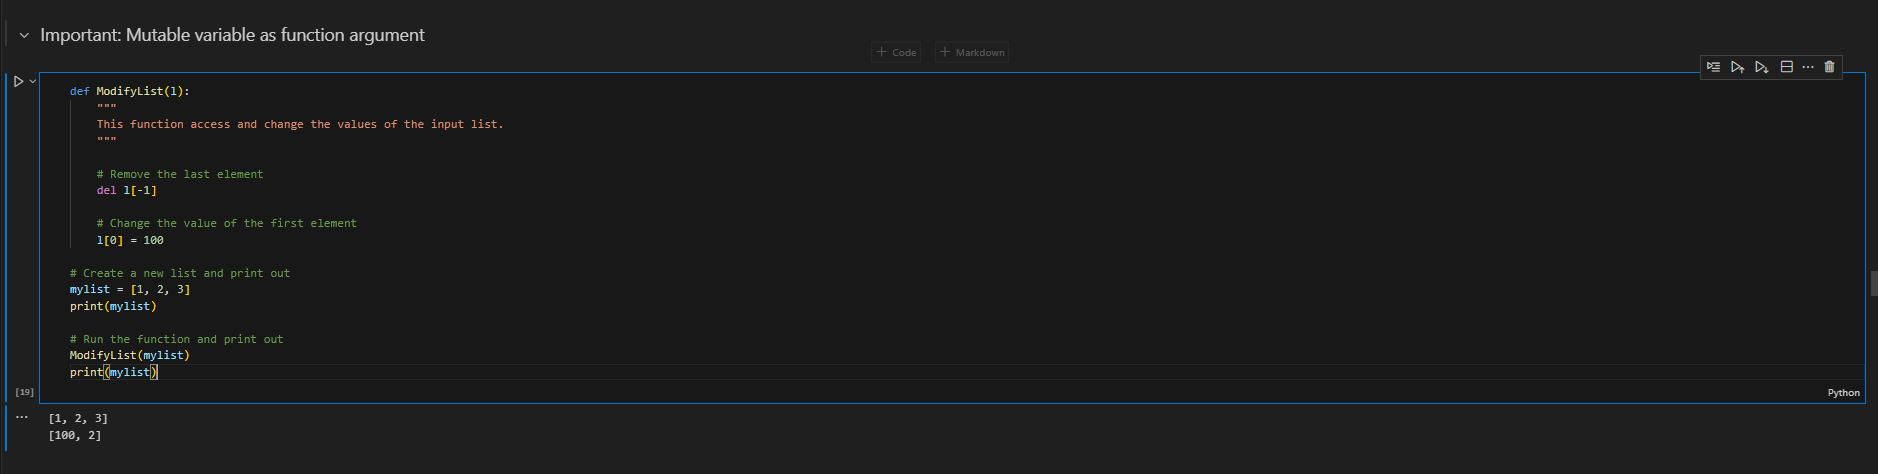 Important: Mutable variable as function argument
+ Code + Markdown
def ModifyList(l):
    """
    This function access and change the values of the input list.
    """
    # Remove the last element
    del l[-1]
    # Change the value of the first element
    l[0] = 100
# Create a new list and print out
mylist = [1, 2, 3]
print(mylist)
# Run the function and print out
ModifyList(mylist)
print(mylist)
[19]
Python
[1, 2, 3]
[100, 2]